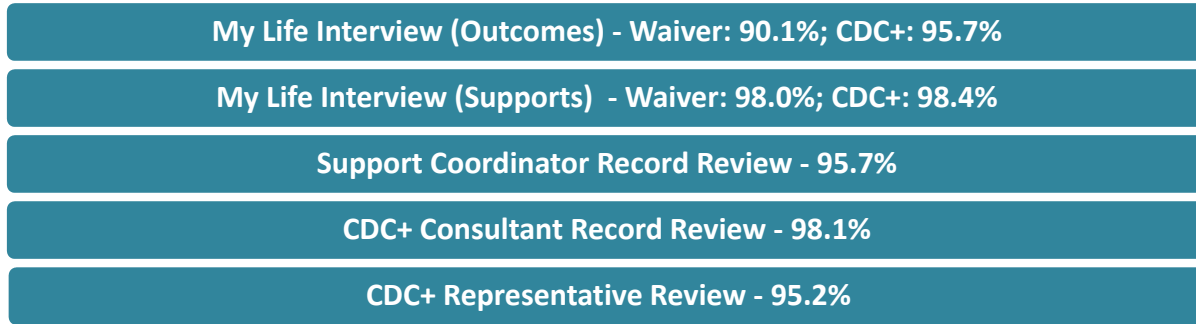 My Life Interview (Outcomes) - Waiver: 90.1%; CDC+: 95.7%
My Life Interview (Supports)  - Waiver: 98.0%; CDC+: 98.4%
Support Coordinator Record Review - 95.7%
CDC+ Consultant Record Review - 98.1%
CDC+ Representative Review - 95.2%